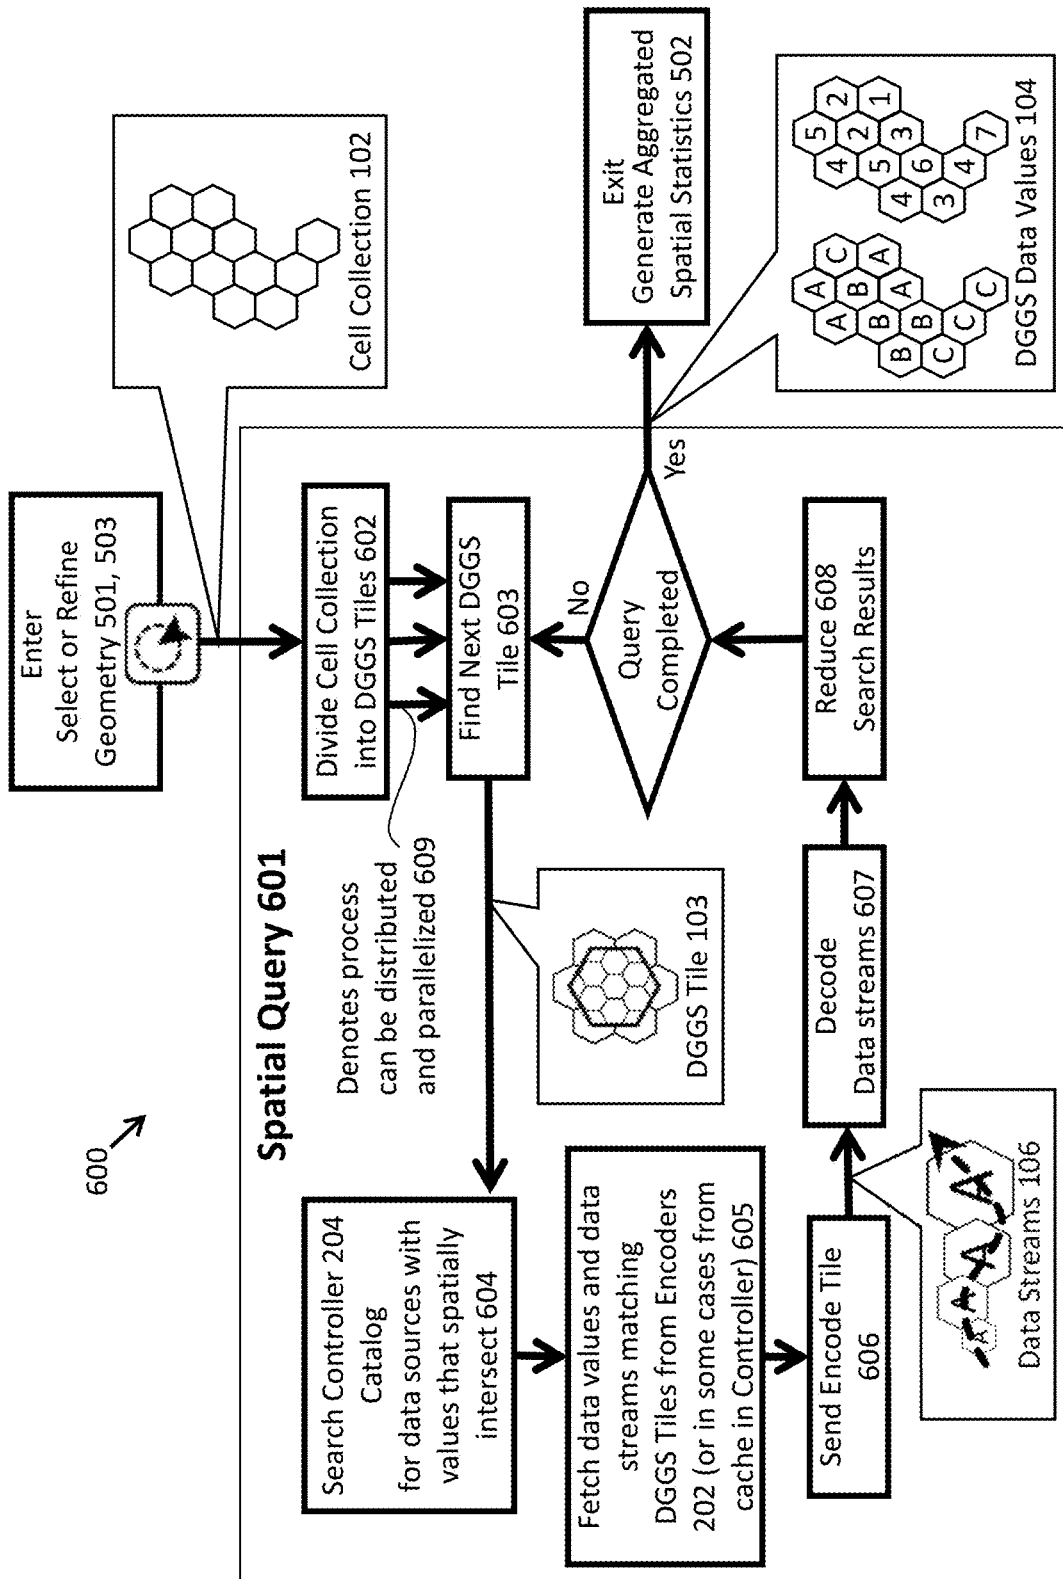 600
Enter
Select or Refine
Geometry 501, 503
Cell Collection 102
Spatial Query 601
Divide Cell Collection
into DGGS Tiles 602
Denotes process
can be distributed
and parallelized 609
Find Next DGGS
Tile 603
DGGS Tile 103
Search Controller 204
Catalog
for data sources with
values that spatially
intersect 604
Fetch data values and data
streams matching
DGGS Tiles from Encoders
202 (or in some cases from
cache in Controller) 605
Send Encode Tile
606
A
A
A
A
Data Streams 106
Decode
Data streams 607
Reduce 608
Search Results
Query
Completed
No
Yes
Exit
Generate Aggregated
Spatial Statistics 502
A
A
C
B
B
A
B
A
B
B
C
C
C
4
5
2
5
2
1
4
6
3
3
4
7
DGGS Data Values 104